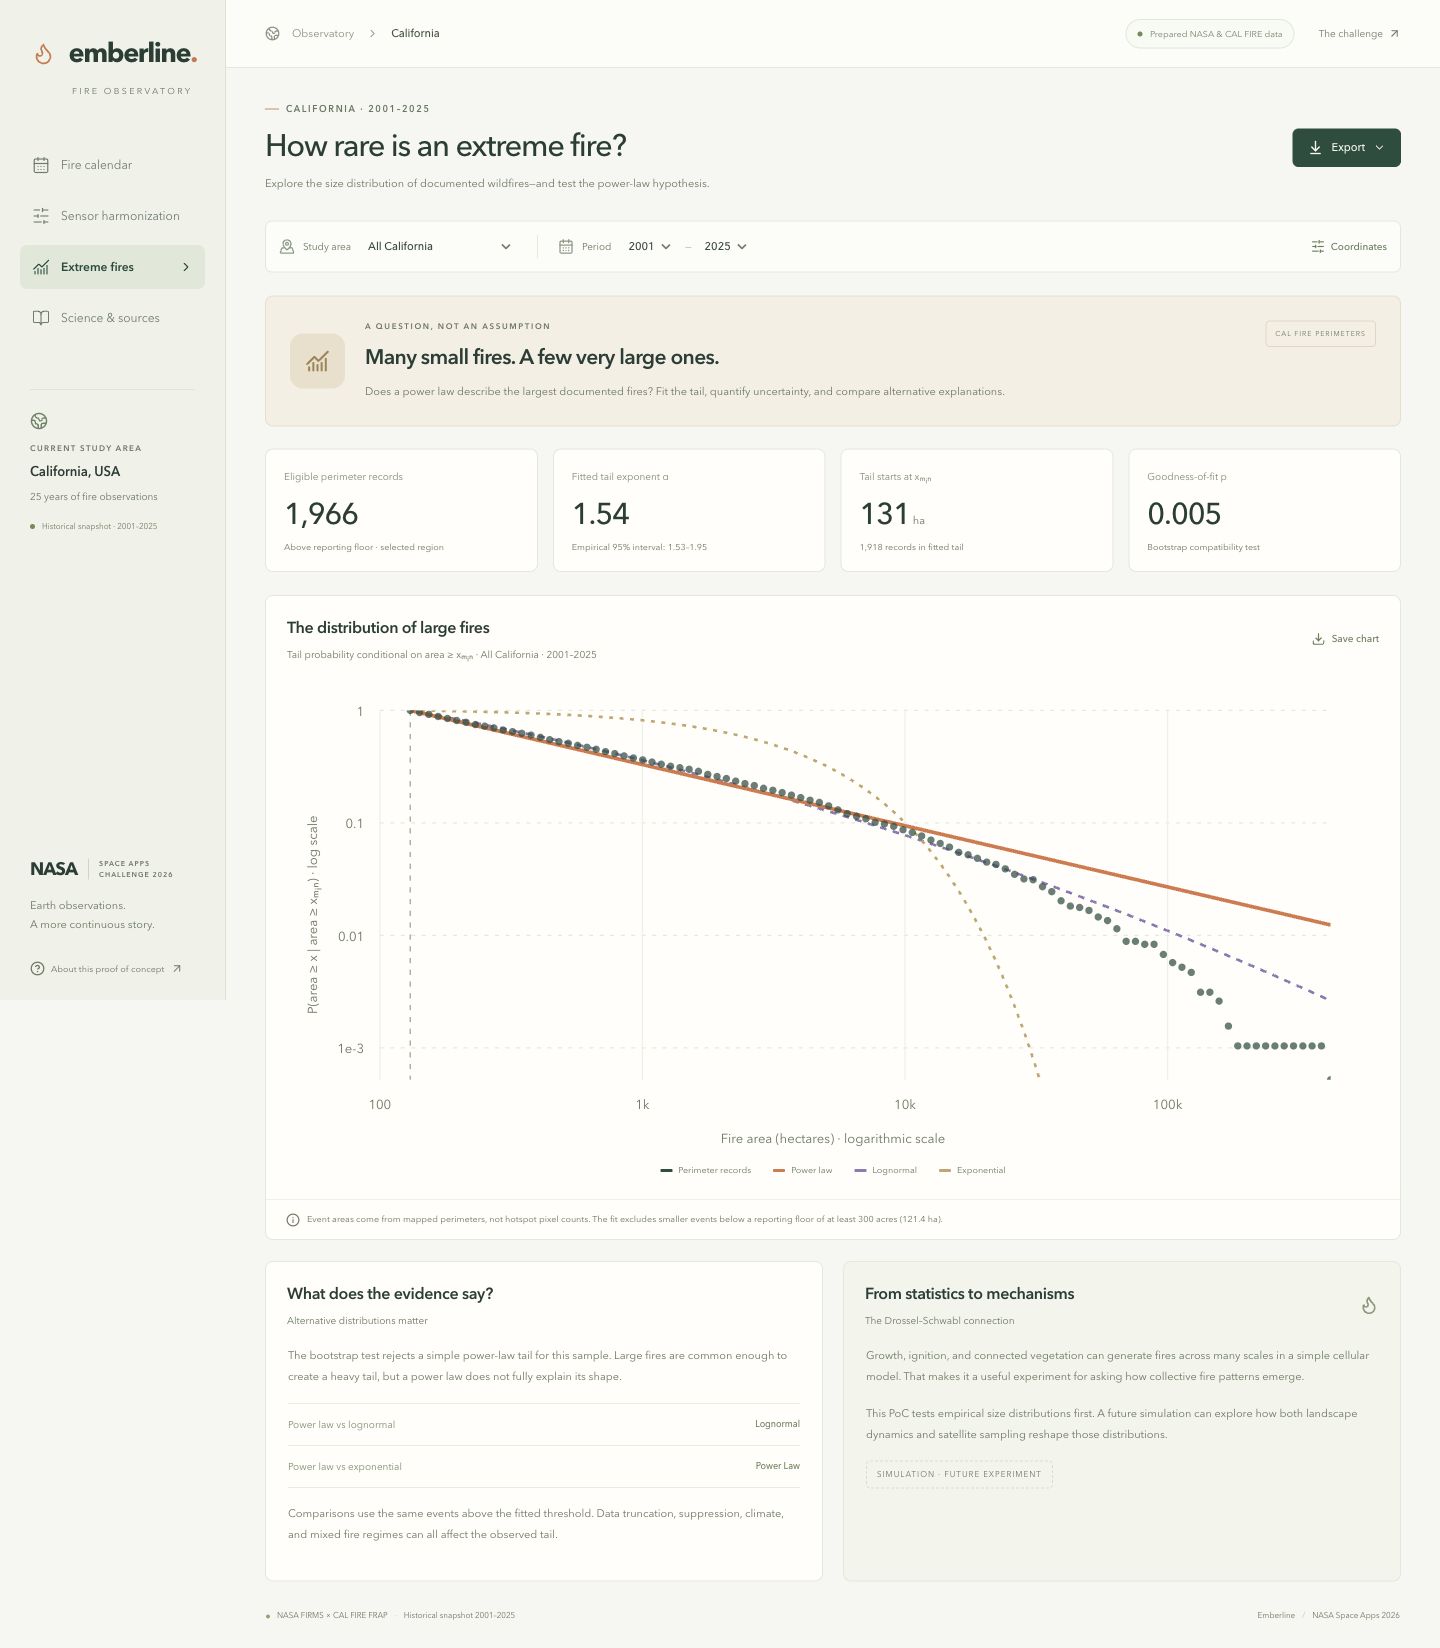 emberline.
FIRE OBSERVATORY
Fire calendar
Sensor harmonization
Extreme fires
Science & sources
CURRENT STUDY AREA
California, USA
25 years of fire observations
Historical snapshot · 2001–2025
NASA
SPACE APPS
CHALLENGE 2026
Earth observations.
A more continuous story.
About this proof of concept
Observatory
California
Prepared NASA & CAL FIRE data
The challenge
CALIFORNIA · 2001–2025
How rare is an extreme fire?
Export
Explore the size distribution of documented wildfires—and test the power-law hypothesis.
Study area All California
Period 2001 – 2025
Coordinates
A QUESTION, NOT AN ASSUMPTION
CAL FIRE PERIMETERS
Many small fires. A few very large ones.
Does a power law describe the largest documented fires? Fit the tail, quantify uncertainty, and compare alternative explanations.
Eligible perimeter records
1,966
Above reporting floor · selected region
Fitted tail exponent α
1.54
Empirical 95% interval: 1.53–1.95
Tail starts at xₘᵢₙ
131 ha
1,918 records in fitted tail
Goodness-of-fit p
0.005
Bootstrap compatibility test
The distribution of large fires
Save chart
Tail probability conditional on area ≥ xₘᵢₙ · All California · 2001–2025
1
0.1
0.01
1e-3
P(area ≥ x | area ≥ xₘᵢₙ) · log scale
100 1k 10k 100k
Fire area (hectares) · logarithmic scale
Perimeter records Power law Lognormal Exponential
Event areas come from mapped perimeters, not hotspot pixel counts. The fit excludes smaller events below a reporting floor of at least 300 acres (121.4 ha).
What does the evidence say?
Alternative distributions matter
The bootstrap test rejects a simple power-law tail for this sample. Large fires are common enough to
create a heavy tail, but a power law does not fully explain its shape.
Power law vs lognormal Lognormal
Power law vs exponential Power Law
Comparisons use the same events above the fitted threshold. Data truncation, suppression, climate,
and mixed fire regimes can all affect the observed tail.
From statistics to mechanisms
The Drossel–Schwabl connection
Growth, ignition, and connected vegetation can generate fires across many scales in a simple cellular
model. That makes it a useful experiment for asking how collective fire patterns emerge.
This PoC tests empirical size distributions first. A future simulation can explore how both landscape
dynamics and satellite sampling reshape those distributions.
SIMULATION · FUTURE EXPERIMENT
NASA FIRMS × CAL FIRE FRAP · Historical snapshot 2001–2025
Emberline / NASA Space Apps 2026